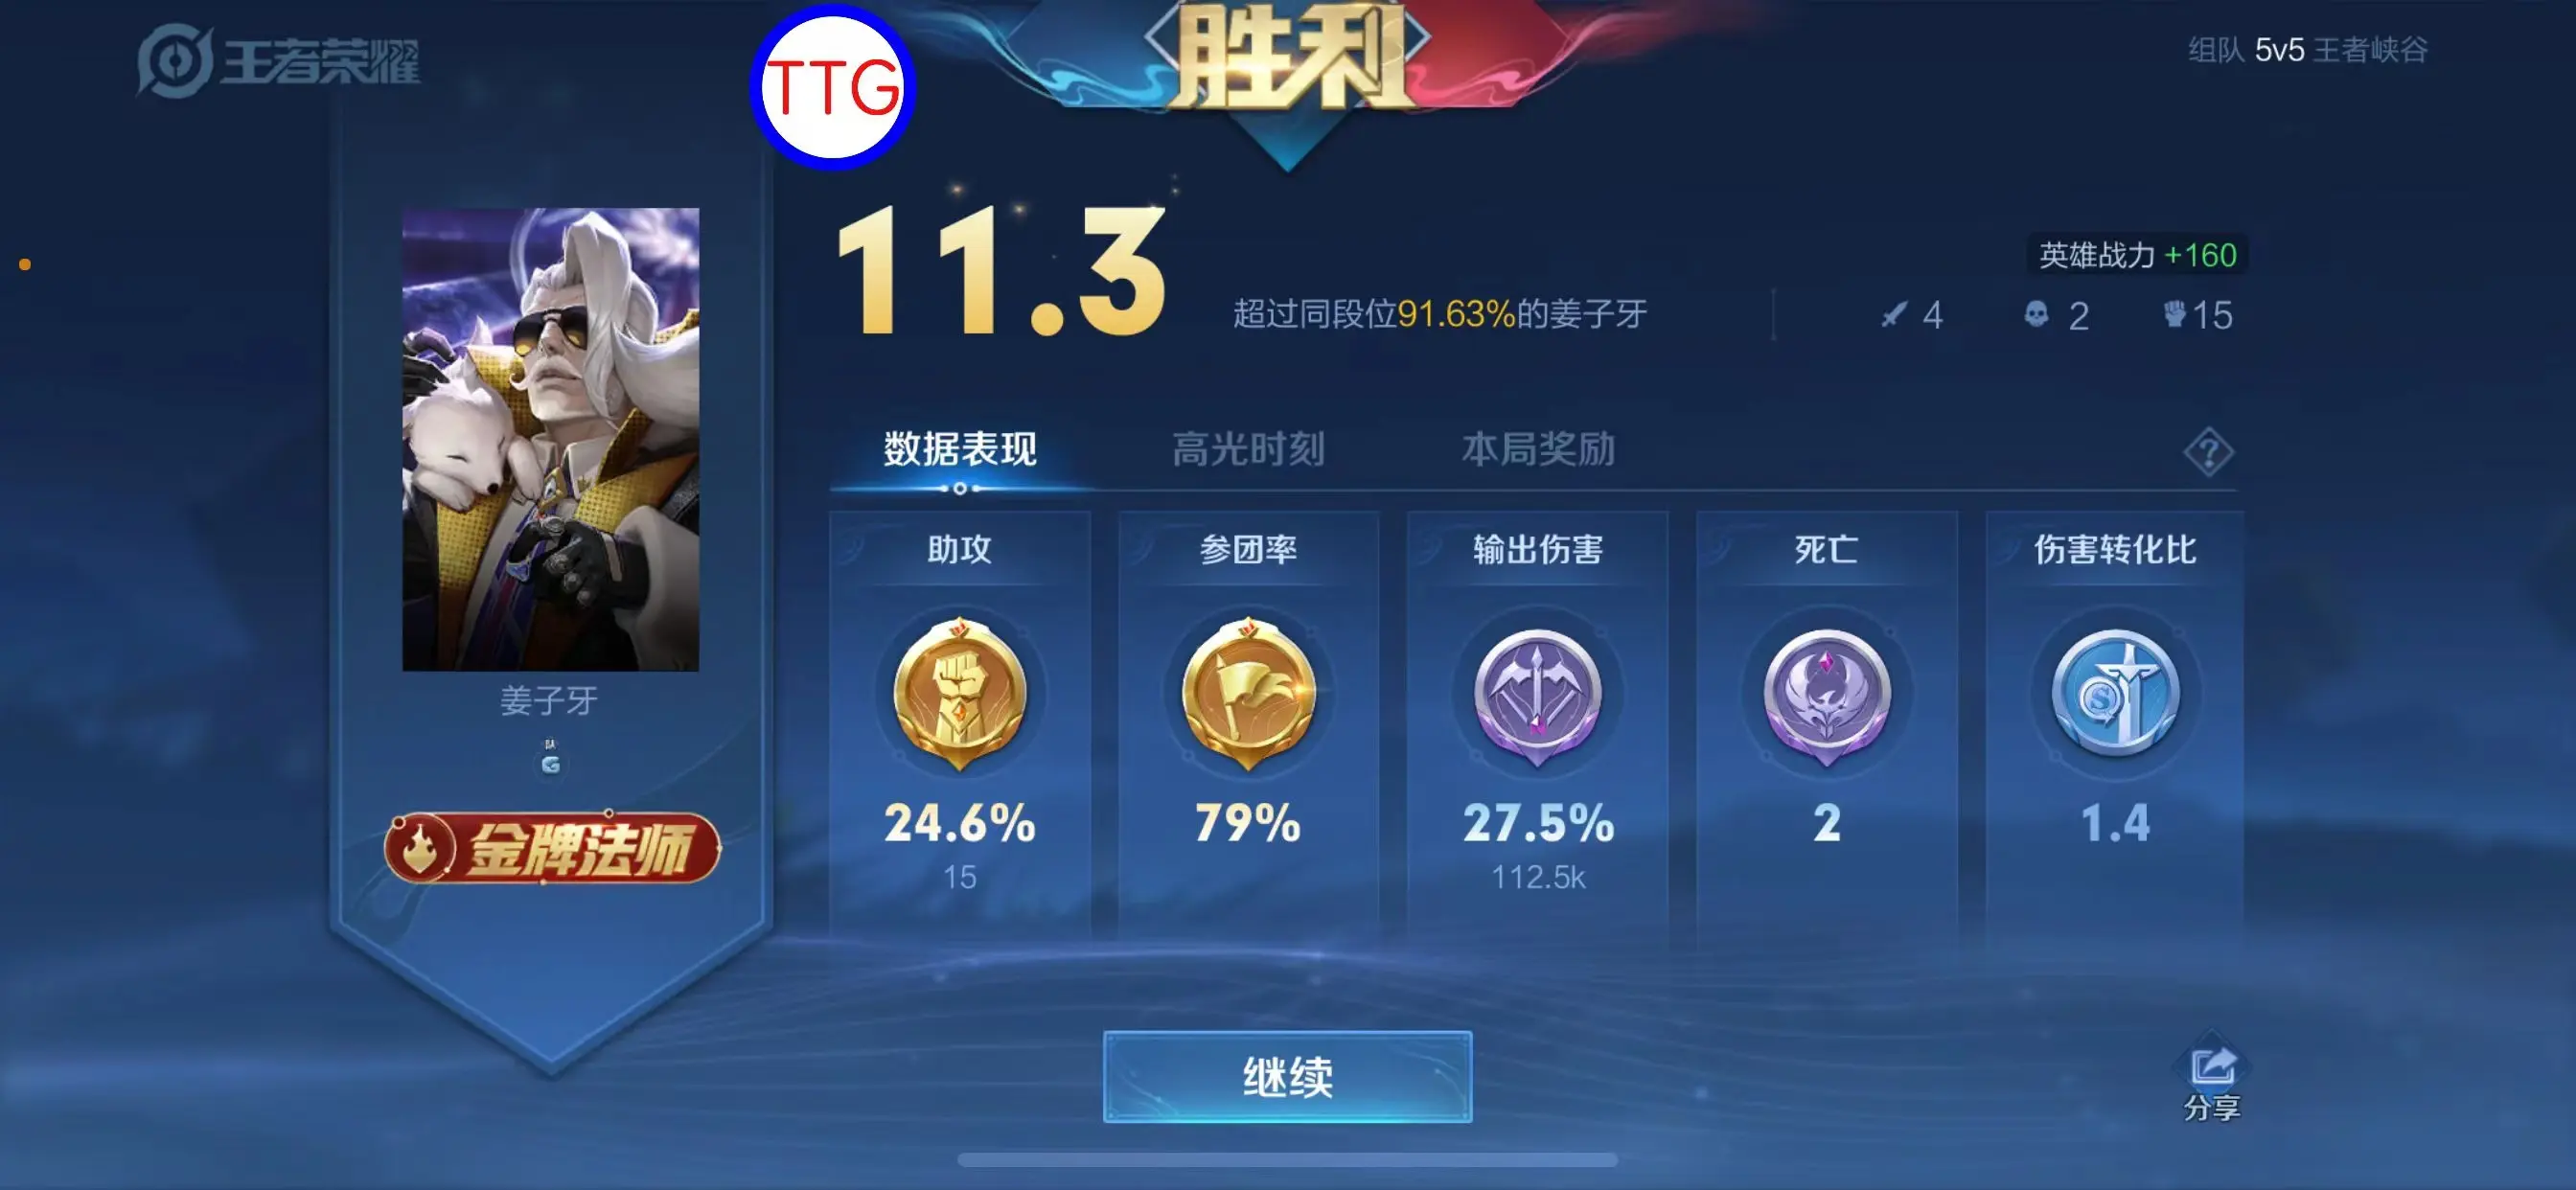 王者荣耀
TTG
胜利
组队 5v5 王者峡谷
11.3
超过同段位91.63%的姜子牙
英雄战力 +160
4 2 15
数据表现 高光时刻 本局奖励
?
助攻 参团率 输出伤害 死亡 伤害转化比
24.6% 79% 27.5% 2 1.4
15 112.5k
姜子牙
队
G
金牌法师
继续
分享